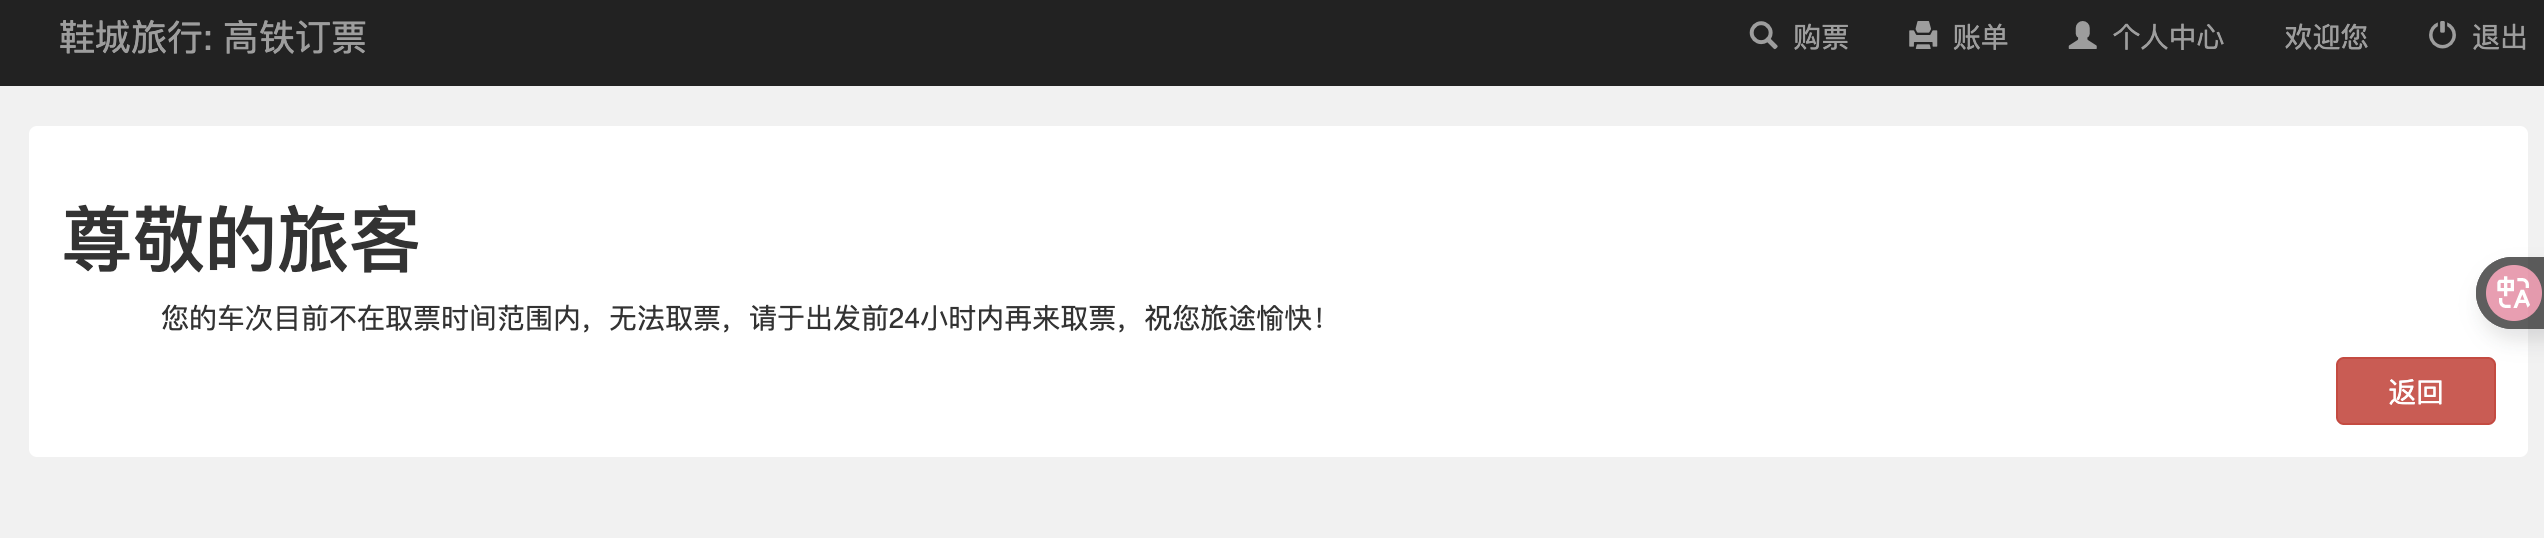 鞋城旅行: 高铁订票
购票
账单
个人中心
欢迎您
退出
尊敬的旅客
您的车次目前不在取票时间范围内，无法取票，请于出发前24小时内再来取票，祝您旅途愉快！
中A
返回